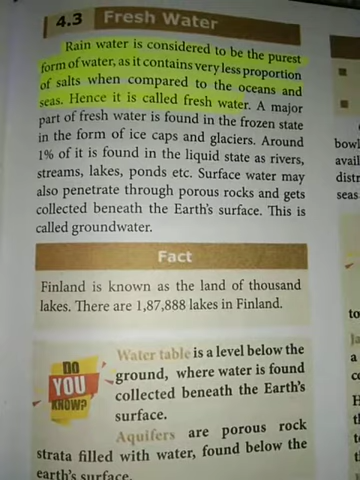 4.3 Fresh Water
Rain water is considered to be the purest
form of water, as it contains very less proportion
of salts when compared to the oceans and
seas. Hence it is called fresh water. A major
part of fresh water is found in the frozen state
in the form of ice caps and glaciers. Around
1% of it is found in the liquid state as rivers,
streams, lakes, ponds etc. Surface water may
also penetrate through porous rocks and gets
collected beneath the Earth's surface. This is
called groundwater.
Fact
Finland is known as the land of thousand
lakes. There are 1,87,888 lakes in Finland.
DO
YOU
KNOW?
Water table is a level below the
ground, where water is found
collected beneath the Earth's
surface.
Aquifers are porous rock
strata filled with water, found below the
earth's surface.
bowl
avail
distr
seas
to
a